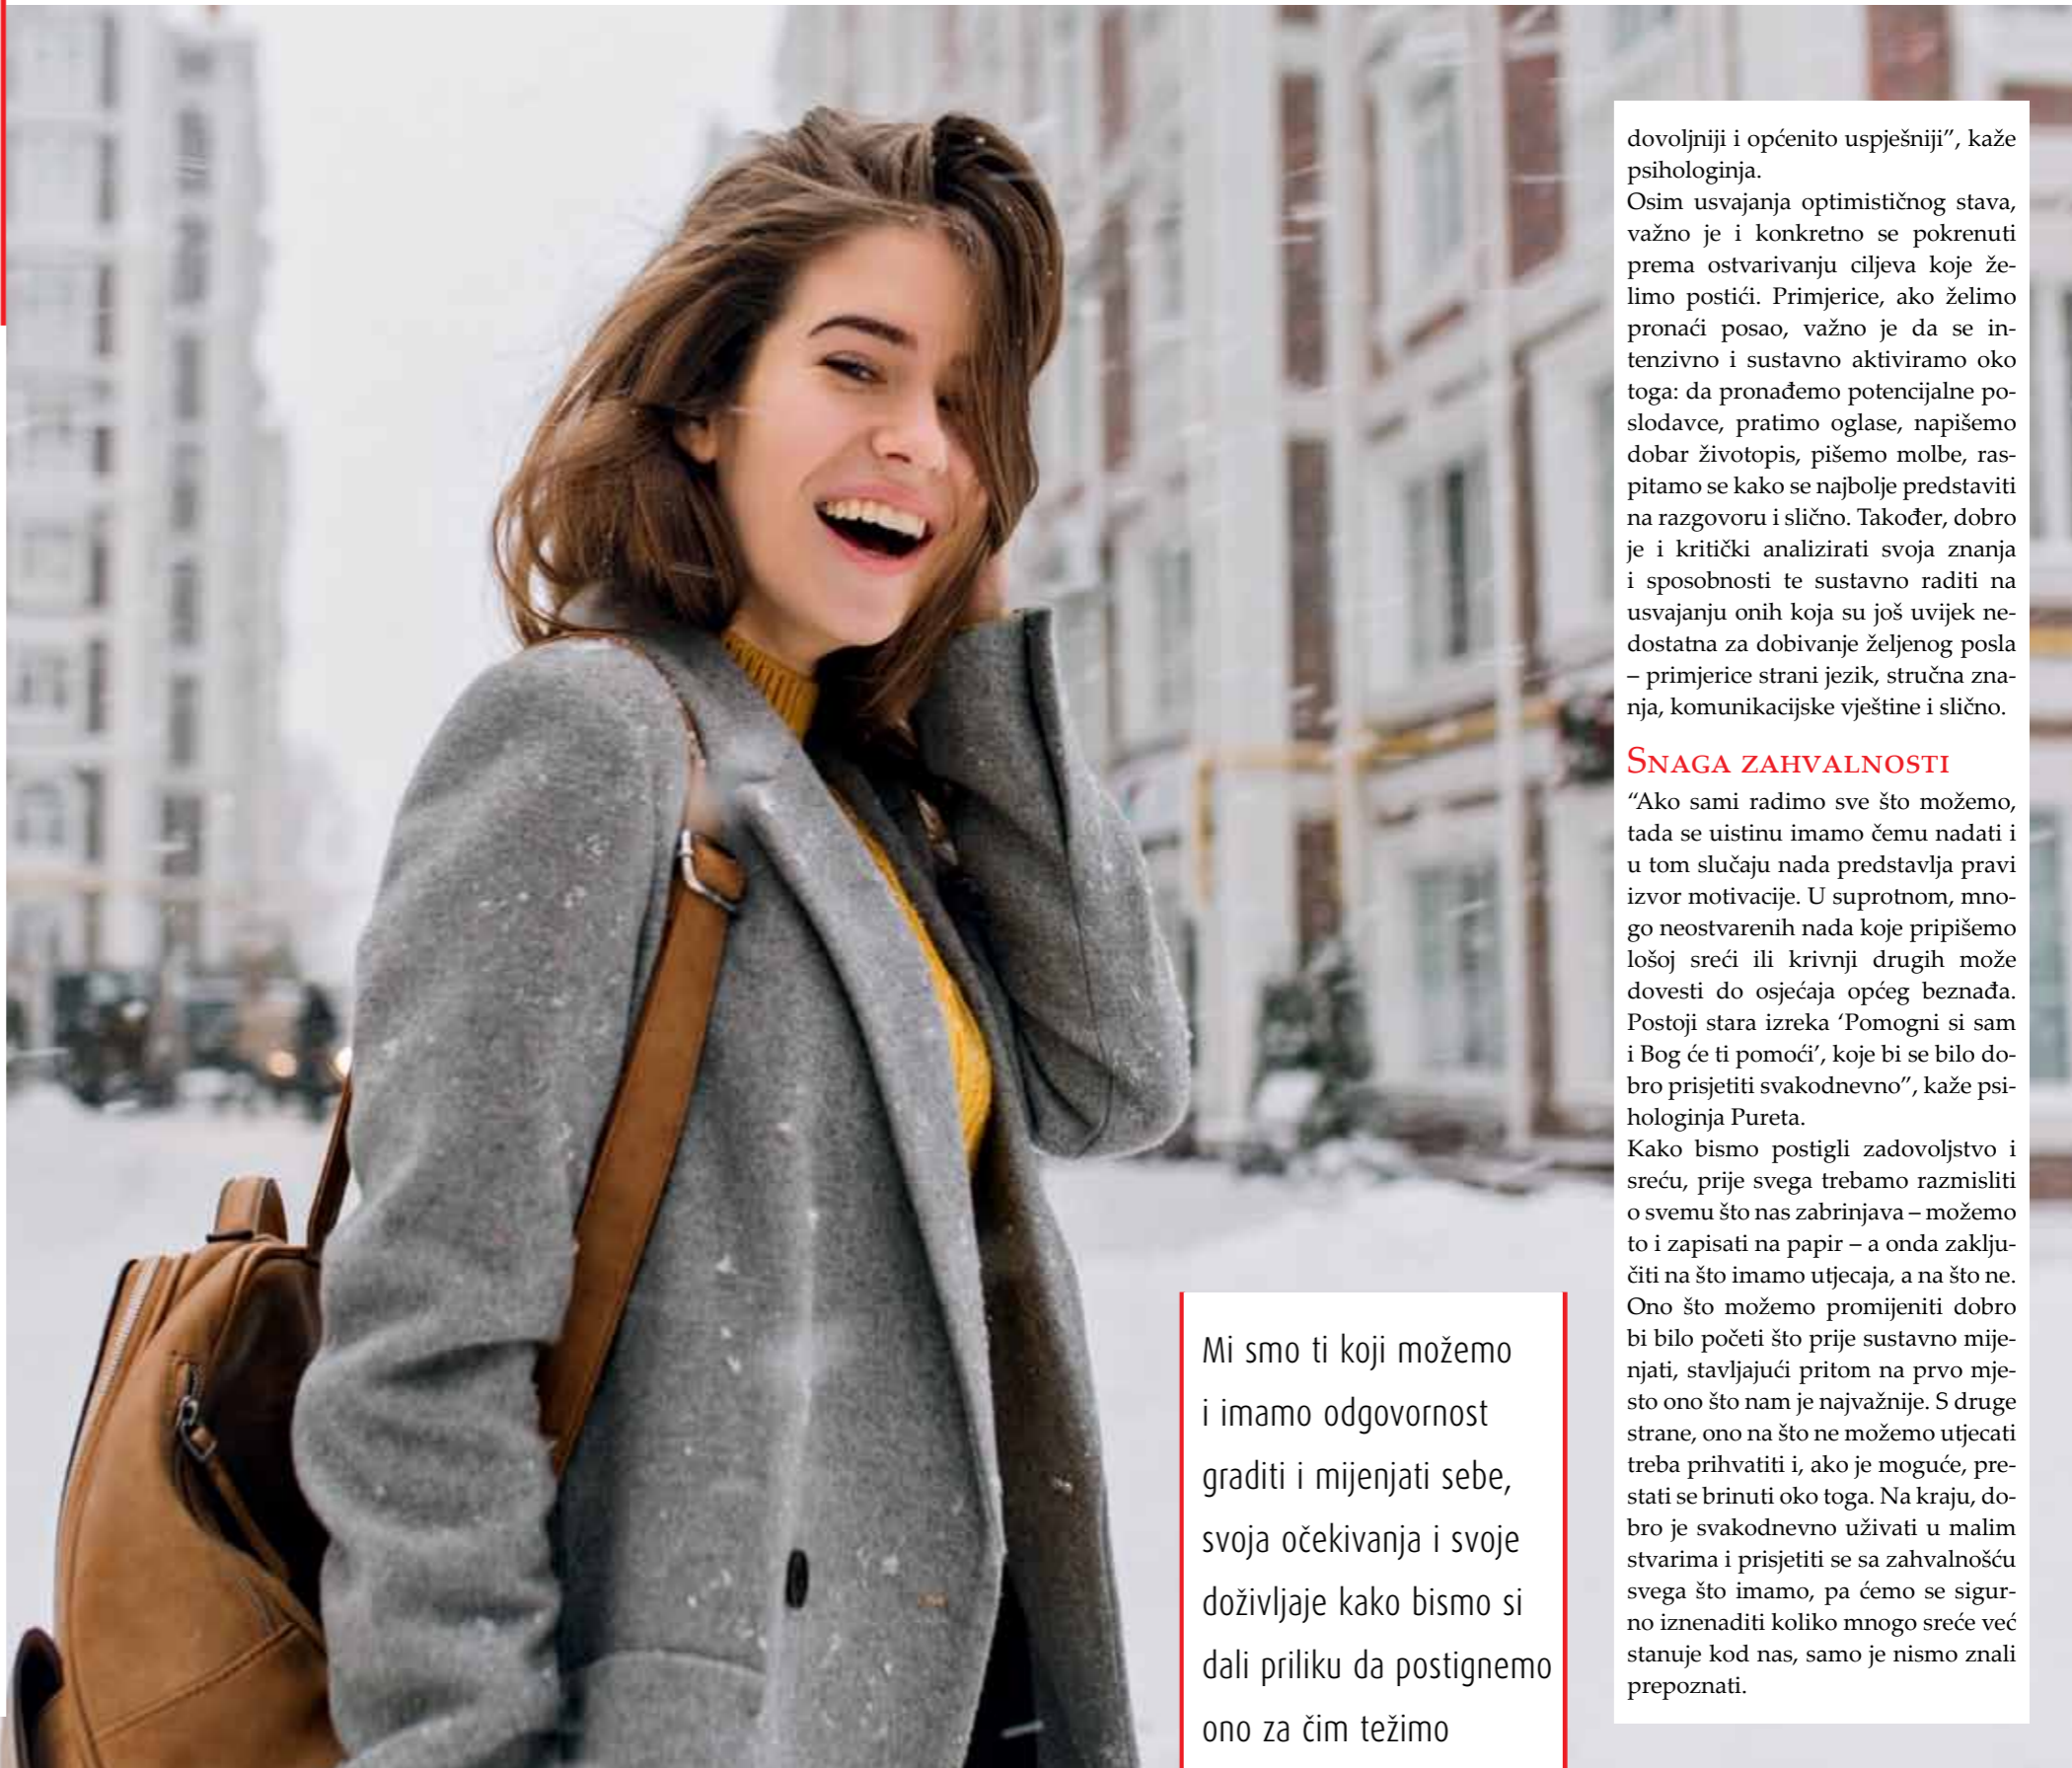 dovoljniji i općenito uspješniji”, kaže
psihologinja.
Osim usvajanja optimističnog stava,
važno je i konkretno se pokrenuti
prema ostvarivanju ciljeva koje že-
limo postići. Primjerice, ako želimo
pronaći posao, važno je da se in-
tenzivno i sustavno aktiviramo oko
toga: da pronađemo potencijalne po-
slodavce, pratimo oglase, napišemo
dobar životopis, pišemo molbe, ras-
pitamo se kako se najbolje predstaviti
na razgovoru i slično. Također, dobro
je i kritički analizirati svoja znanja
i sposobnosti te sustavno raditi na
usvajanju onih koja su još uvijek ne-
dostatna za dobivanje željenog posla
– primjerice strani jezik, stručna zna-
nja, komunikacijske vještine i slično.
Snaga zahvalnosti
“Ako sami radimo sve što možemo,
tada se uistinu imamo čemu nadati i
u tom slučaju nada predstavlja pravi
izvor motivacije. U suprotnom, mno-
go neostvarenih nada koje pripišemo
lošoj sreći ili krivnji drugih može
dovesti do osjećaja općeg beznađa.
Postoji stara izreka ‘Pomogni si sam
i Bog će ti pomoći’, koje bi se bilo do-
bro prisjetiti svakodnevno”, kaže psi-
hologinja Pureta.
Kako bismo postigli zadovoljstvo i
sreću, prije svega trebamo razmisliti
o svemu što nas zabrinjava – možemo
to i zapisati na papir – a onda zaklju-
čiti na što imamo utjecaja, a na što ne.
Ono što možemo promijeniti dobro
bi bilo početi što prije sustavno mije-
njati, stavljajući pritom na prvo mje-
sto ono što nam je najvažnije. S druge
strane, ono na što ne možemo utjecati
treba prihvatiti i, ako je moguće, pre-
stati se brinuti oko toga. Na kraju, do-
bro je svakodnevno uživati u malim
stvarima i prisjetiti se sa zahvalnošću
svega što imamo, pa ćemo se sigur-
no iznenaditi koliko mnogo sreće već
stanuje kod nas, samo je nismo znali
prepoznati.
Mi smo ti koji možemo
i imamo odgovornost
graditi i mijenjati sebe,
svoja očekivanja i svoje
doživljaje kako bismo si
dali priliku da postignemo
ono za čim težimo